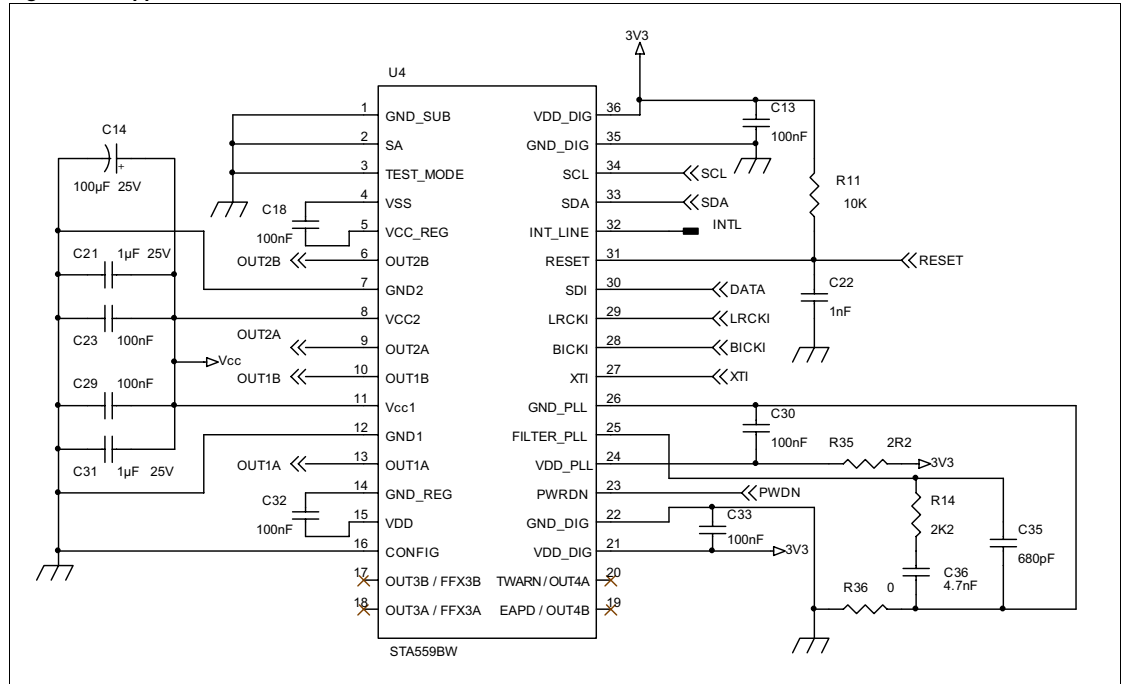 3V3
U4
1 GND_SUB VDD_DIG 36
C13
100nF
C14
100µF 25V
+
2 SA GND_DIG 35
3 TEST_MODE SCL 34 SCL
R11
10K
4 VSS SDA 33 SDA
C18
100nF
5 VCC_REG INT_LINE 32 INTL
C21 1µF 25V
OUT2B 6 OUT2B RESET 31 RESET
7 GND2 SDI 30 DATA
C22
1nF
8 VCC2 LRCKI 29 LRCKI
C23 100nF
OUT2A 9 OUT2A BICKI 28 BICKI
Vcc
C29 100nF
OUT1B 10 OUT1B XTI 27 XTI
11 Vcc1 GND_PLL 26
12 GND1 FILTER_PLL 25
C30
100nF
R35 2R2
C31 1µF 25V
OUT1A 13 OUT1A VDD_PLL 24 3V3
14 GND_REG PWRDN 23 PWDN
C32
100nF
R14
2K2
15 VDD GND_DIG 22
C33
100nF
C35
680pF
16 CONFIG VDD_DIG 21 3V3
17 OUT3B / FFX3B TWARN / OUT4A 20
C36
4.7nF
R36 0
18 OUT3A / FFX3A EAPD / OUT4B 19
STA559BW